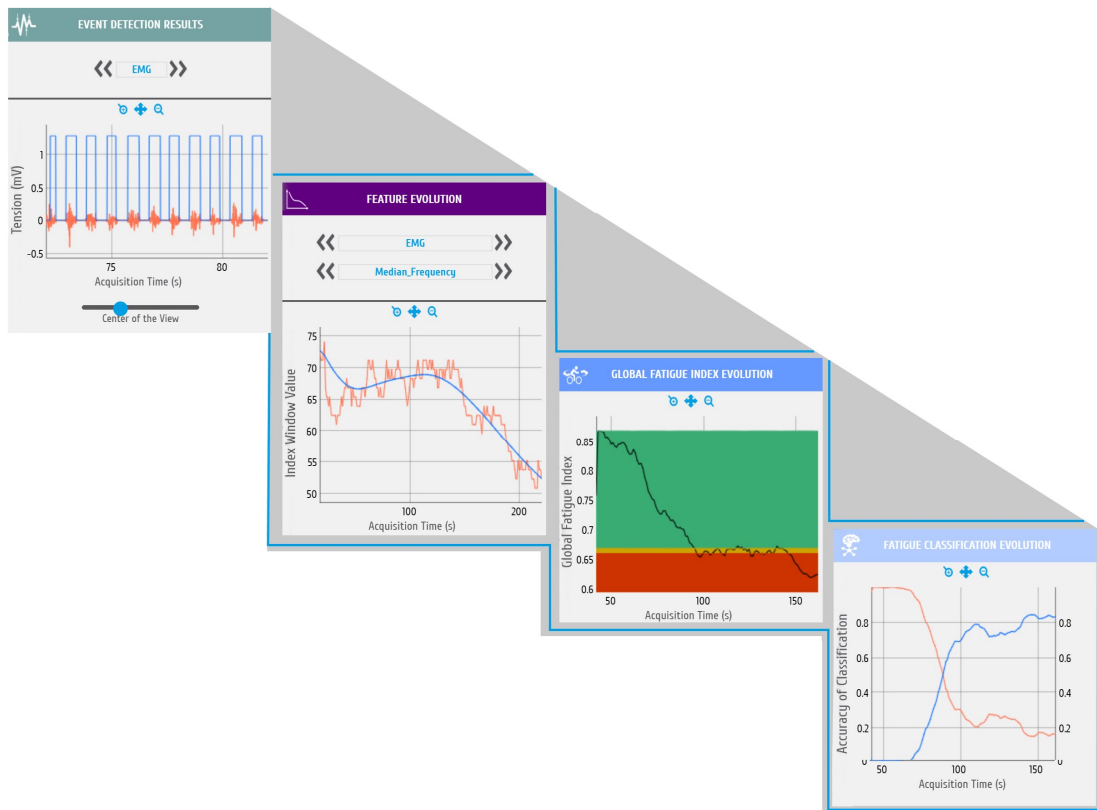 EVENT DETECTION RESULTS
EMG
1
0.5
0
-0.5
Tension (mV)
75 80
Acquisition Time (s)
Center of the View
FEATURE EVOLUTION
EMG
Median_Frequency
75
70
65
60
55
50
Index Window Value
100 200
Acquisition Time (s)
GLOBAL FATIGUE INDEX EVOLUTION
0.85
0.8
0.75
0.7
0.65
0.6
Global Fatigue Index
50 100 150
Acquisition Time (s)
FATIGUE CLASSIFICATION EVOLUTION
0.8 0.8
0.6 0.6
0.4 0.4
0.2 0.2
0 0
Accuracy of Classification
50 100 150
Acquisition Time (s)